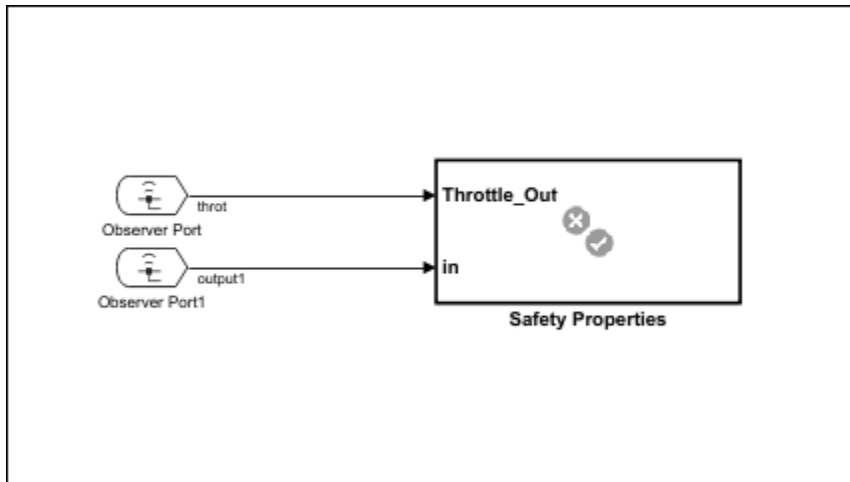 throt
Throttle_Out
Observer Port
output1
in
Observer Port1
Safety Properties